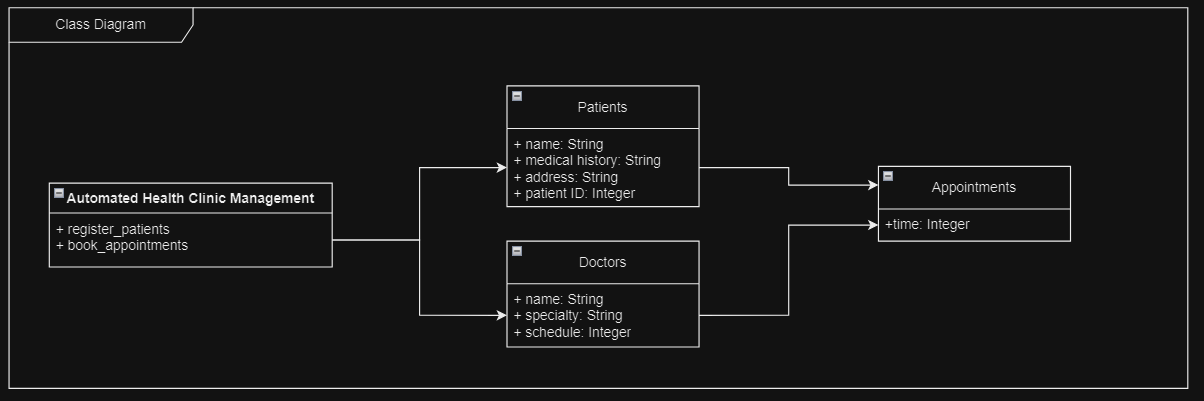 Class Diagram
Patients
+ name: String
+ medical history: String
+ address: String
+ patient ID: Integer
Automated Health Clinic Management
+ register_patients
+ book_appointments
Appointments
+time: Integer
Doctors
+ name: String
+ specialty: String
+ schedule: Integer